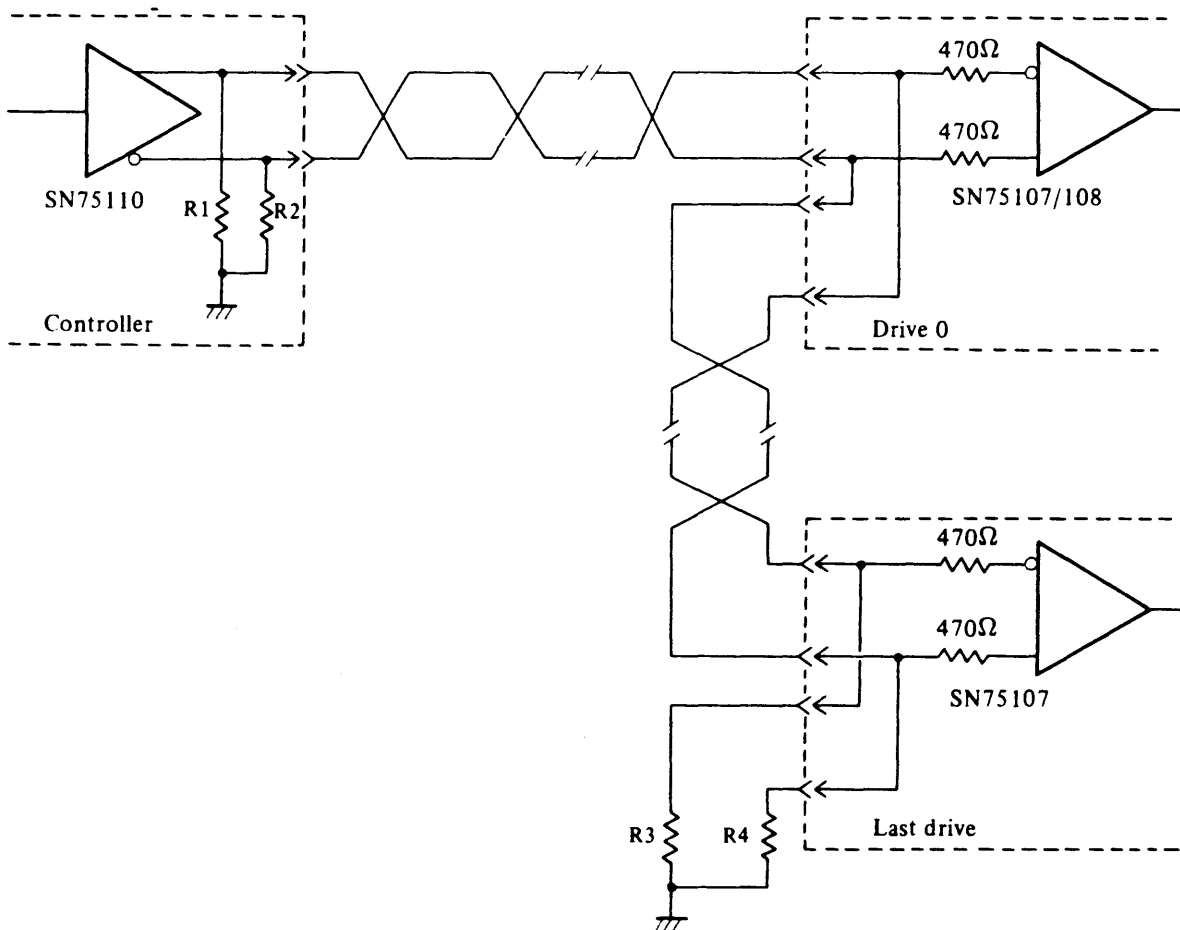 470Ω
470Ω
SN75110
SN75107/108
R1
R2
Controller
Drive 0
470Ω
470Ω
SN75107
R3
R4
Last drive